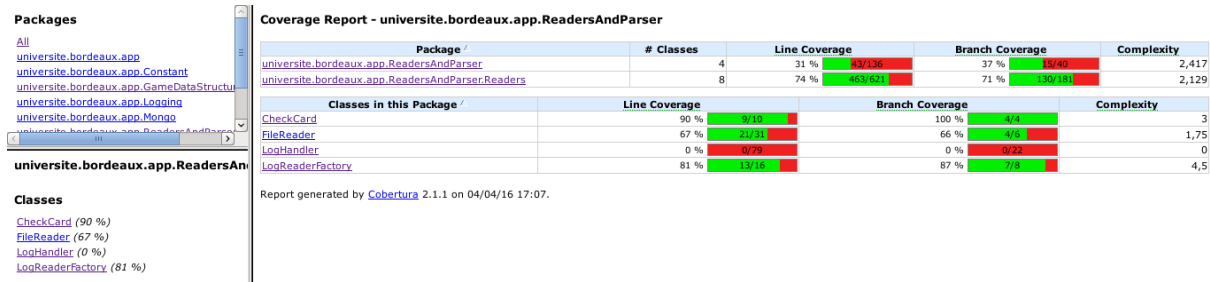 Packages
All
universite.bordeaux.app
universite.bordeaux.app.Constant
universite.bordeaux.app.GameDataStructur
universite.bordeaux.app.Logging
universite.bordeaux.app.Mongo
universite.bordeaux.app.ReadersAndParser
universite.bordeaux.app.ReadersAn
Classes
CheckCard (90 %)
FileReader (67 %)
LogHandler (0 %)
LogReaderFactory (81 %)
Coverage Report - universite.bordeaux.app.ReadersAndParser
Package # Classes Line Coverage Branch Coverage Complexity
universite.bordeaux.app.ReadersAndParser 4 31 % 43/136 37 % 15/40 2,417
universite.bordeaux.app.ReadersAndParser.Readers 8 74 % 463/621 71 % 130/181 2,129
Classes in this Package Line Coverage Branch Coverage Complexity
CheckCard 90 % 9/10 100 % 4/4 3
FileReader 67 % 21/31 66 % 4/6 1,75
LogHandler 0 % 0/79 0 % 0/22 0
LogReaderFactory 81 % 13/16 87 % 7/8 4,5
Report generated by Cobertura 2.1.1 on 04/04/16 17:07.